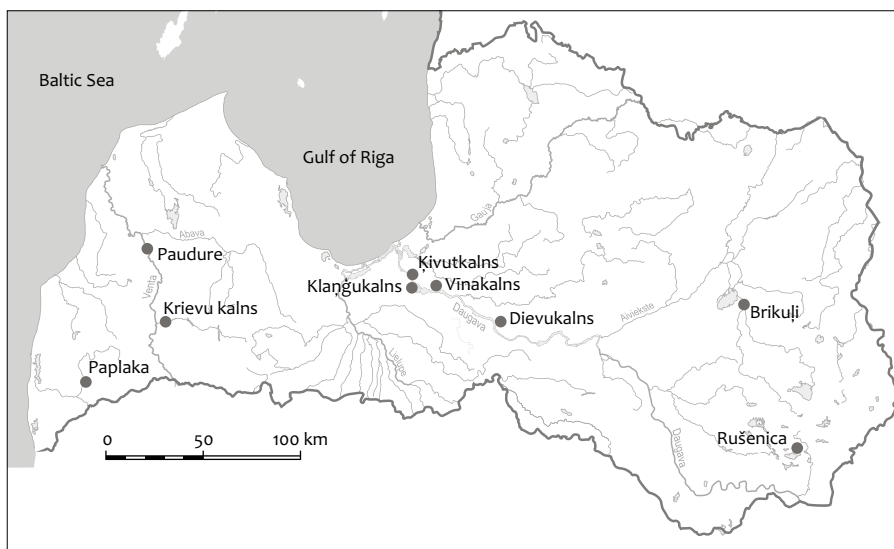 Baltic Sea
Gulf of Riga
Gauja
Abava
Paudure
Ķivutkalns
Klaņģukalns
Vīnakalns
Venta
Krievu kalns
Daugava
Dievukalns
Aiviekste
Brikuļi
Lielupe
Paplaka
Rušenica
Daugava
0 50 100 km